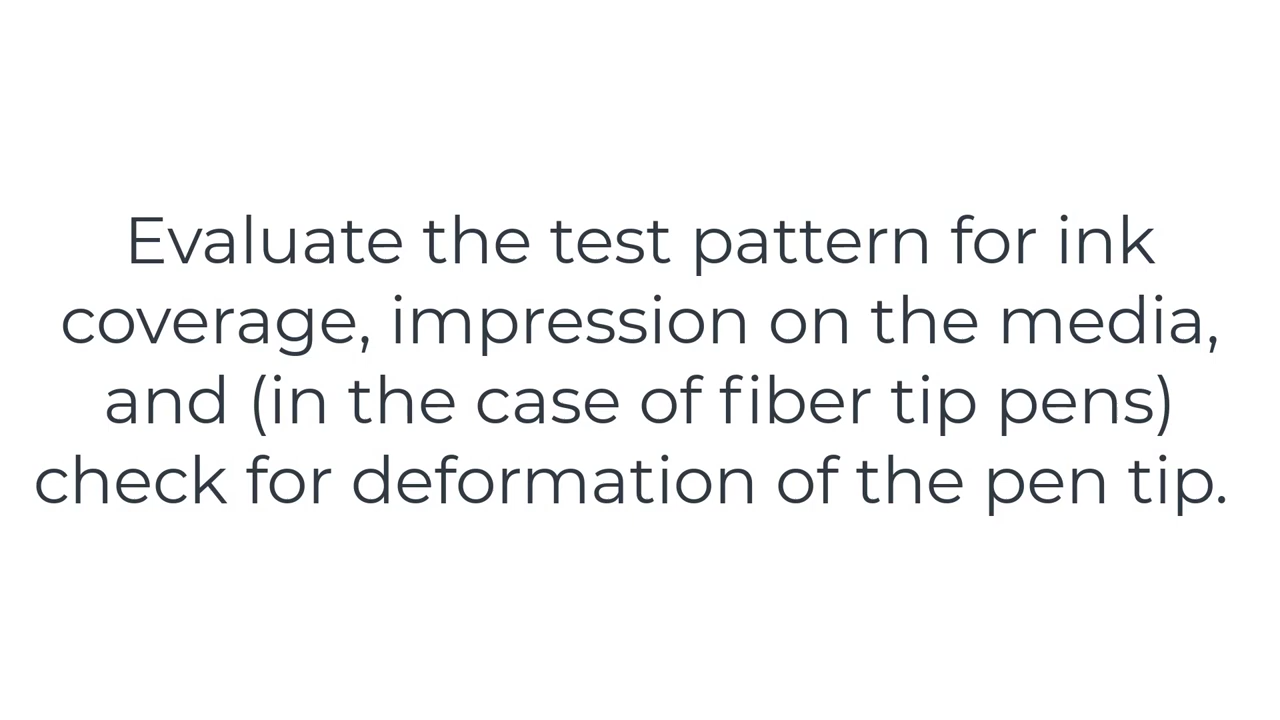 Evaluate the test pattern for ink
coverage, impression on the media,
and (in the case of fiber tip pens)
check for deformation of the pen tip.